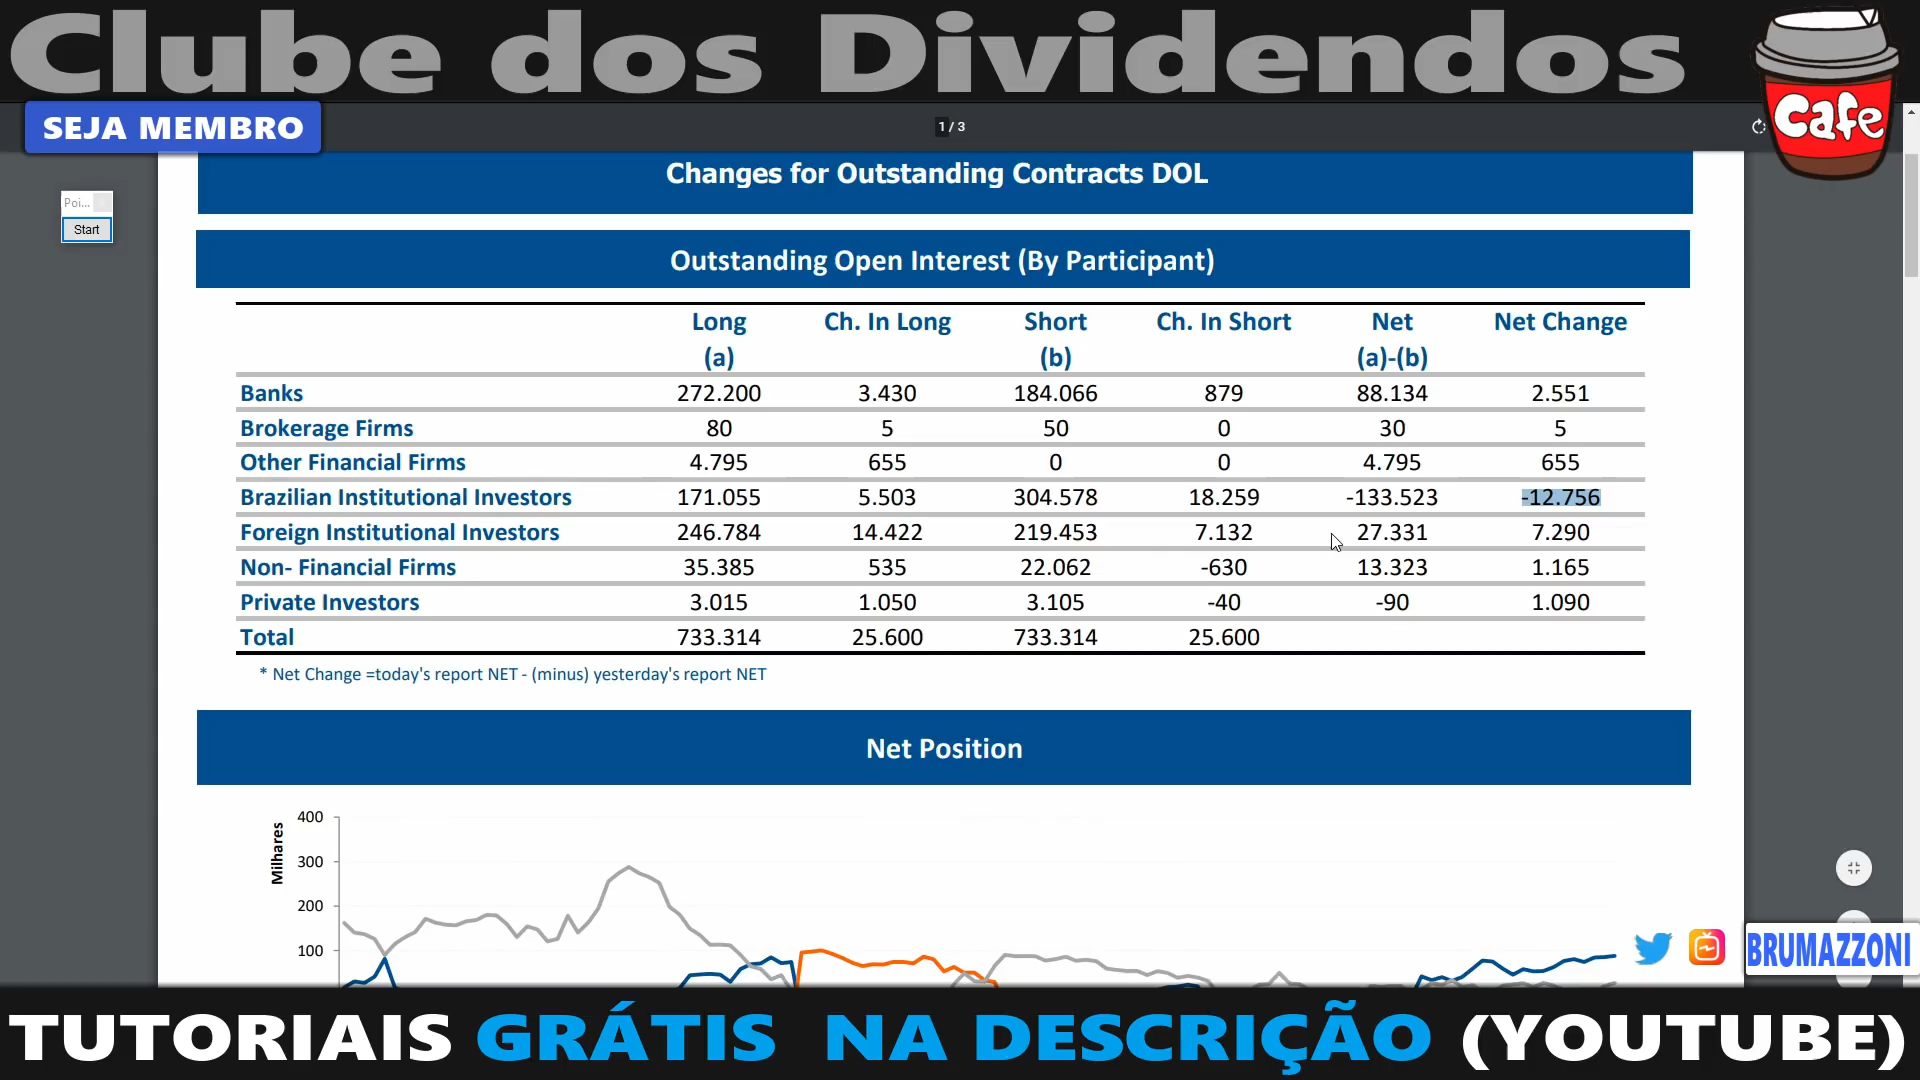 Clube dos Dividendos
Cafe
SEJA MEMBRO
1 / 3
Changes for Outstanding Contracts DOL
Poi...
Start
Outstanding Open Interest (By Participant)
Long Ch. In Long Short Ch. In Short Net Net Change
(a) (b) (a)-(b)
Banks 272.200 3.430 184.066 879 88.134 2.551
Brokerage Firms 80 5 50 0 30 5
Other Financial Firms 4.795 655 0 0 4.795 655
Brazilian Institutional Investors 171.055 5.503 304.578 18.259 -133.523 -12.756
Foreign Institutional Investors 246.784 14.422 219.453 7.132 27.331 7.290
Non- Financial Firms 35.385 535 22.062 -630 13.323 1.165
Private Investors 3.015 1.050 3.105 -40 -90 1.090
Total 733.314 25.600 733.314 25.600
* Net Change =today's report NET - (minus) yesterday's report NET
Net Position
Milhares
400
300
200
100
BRUMAZZONI
TUTORIAIS GRÁTIS NA DESCRIÇÃO (YOUTUBE)